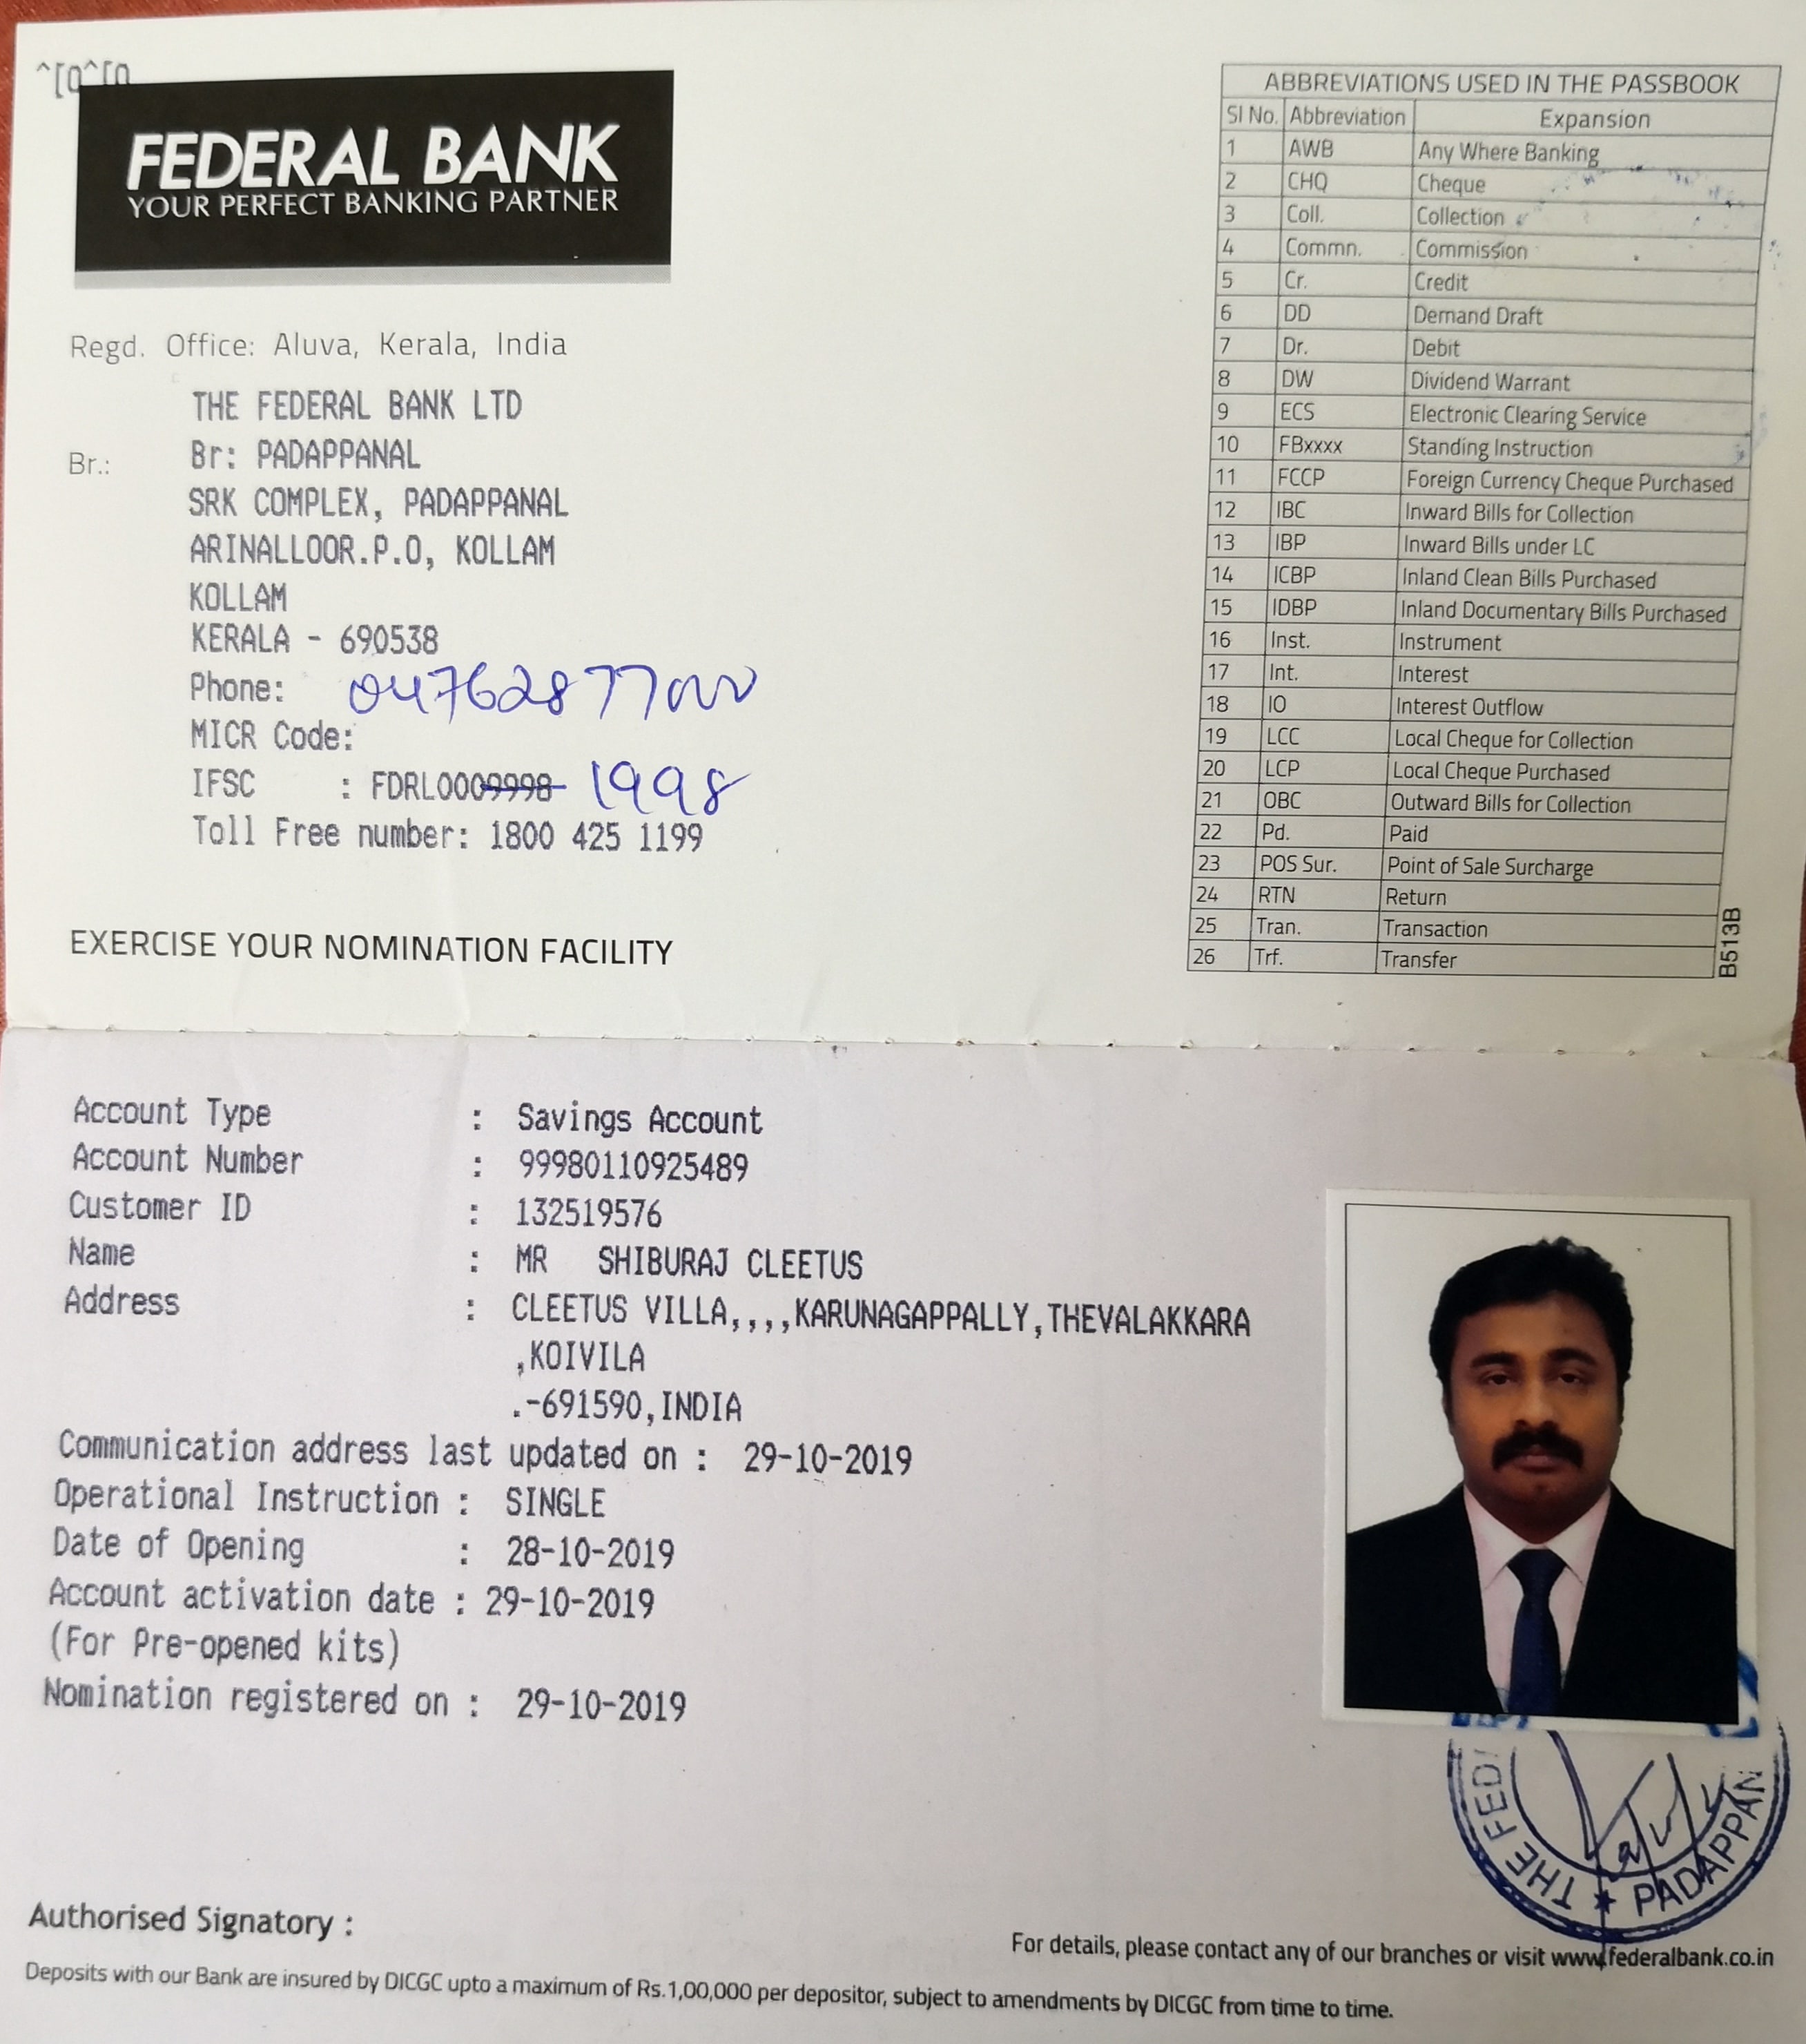 ^[0^[0
FEDERAL BANK
YOUR PERFECT BANKING PARTNER
Regd. Office: Aluva, Kerala, India
THE FEDERAL BANK LTD
Br.: Br: PADAPPANAL
SRK COMPLEX, PADAPPANAL
ARINALLOOR.P.O, KOLLAM
KOLLAM
KERALA - 690538
Phone: 04762877000
MICR Code:
IFSC : FDRL0009998 1998
Toll Free number: 1800 425 1199
EXERCISE YOUR NOMINATION FACILITY
ABBREVIATIONS USED IN THE PASSBOOK
Sl No. Abbreviation Expansion
1 AWB Any Where Banking
2 CHQ Cheque
3 Coll. Collection
4 Commn. Commission
5 Cr. Credit
6 DD Demand Draft
7 Dr. Debit
8 DW Dividend Warrant
9 ECS Electronic Clearing Service
10 FBxxxx Standing Instruction
11 FCCP Foreign Currency Cheque Purchased
12 IBC Inward Bills for Collection
13 IBP Inward Bills under LC
14 ICBP Inland Clean Bills Purchased
15 IDBP Inland Documentary Bills Purchased
16 Inst. Instrument
17 Int. Interest
18 IO Interest Outflow
19 LCC Local Cheque for Collection
20 LCP Local Cheque Purchased
21 OBC Outward Bills for Collection
22 Pd. Paid
23 POS Sur. Point of Sale Surcharge
24 RTN Return
25 Tran. Transaction
26 Trf. Transfer
B513B
Account Type : Savings Account
Account Number : 99980110925489
Customer ID : 132519576
Name : MR SHIBURAJ CLEETUS
Address : CLEETUS VILLA,,,,KARUNAGAPPALLY,THEVALAKKARA
,KOIVILA
.-691590,INDIA
Communication address last updated on : 29-10-2019
Operational Instruction : SINGLE
Date of Opening : 28-10-2019
Account activation date : 29-10-2019
(For Pre-opened kits)
Nomination registered on : 29-10-2019
THE FED
★ PADAPPAN
Authorised Signatory :
For details, please contact any of our branches or visit www.federalbank.co.in
Deposits with our Bank are insured by DICGC upto a maximum of Rs.1,00,000 per depositor, subject to amendments by DICGC from time to time.